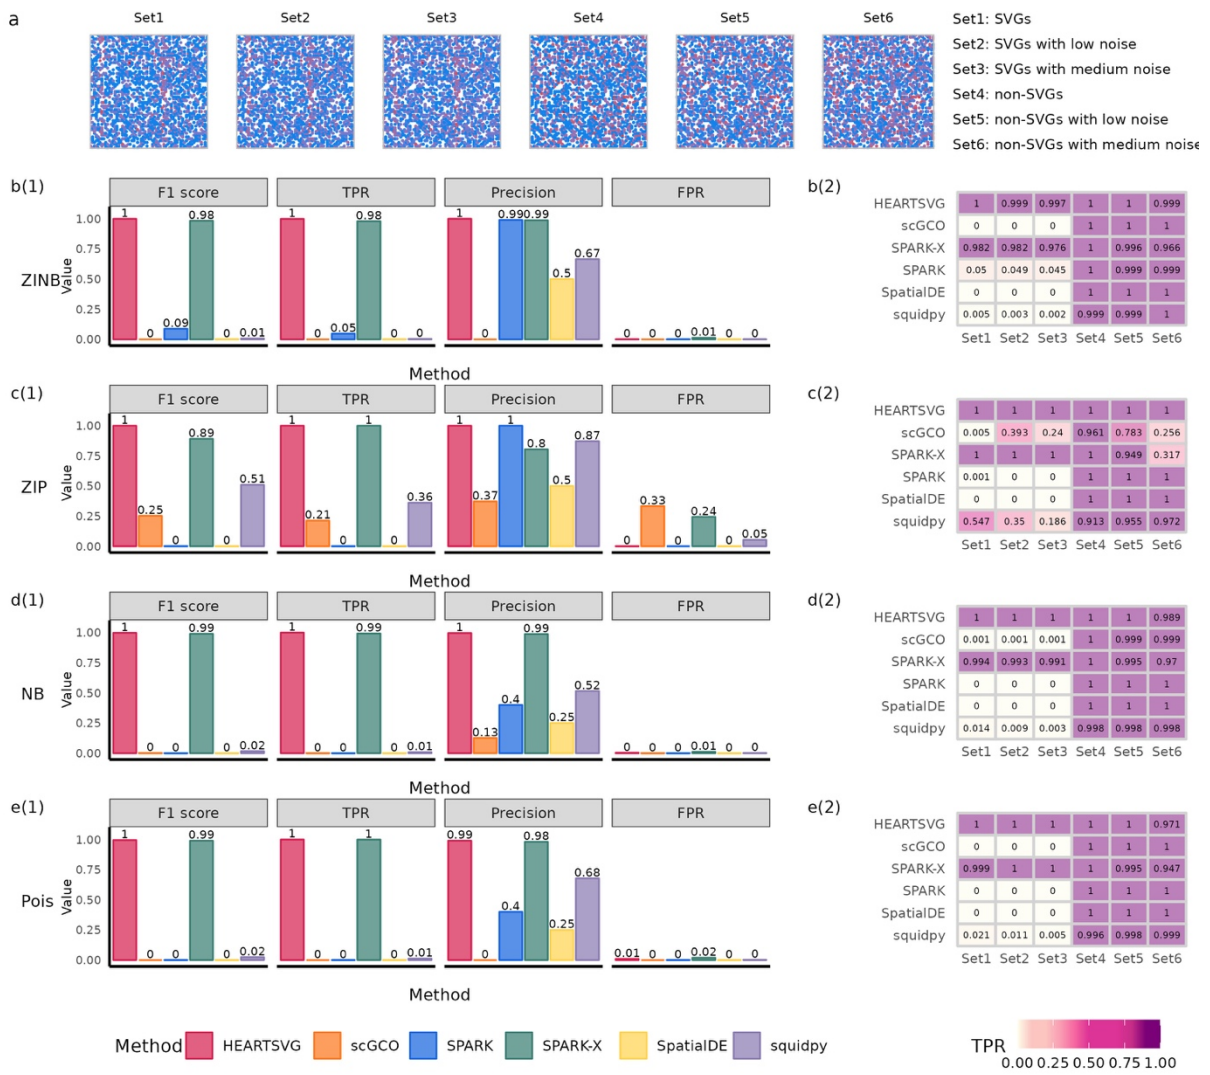 a
Set1 Set2 Set3 Set4 Set5 Set6
Set1: SVGs
Set2: SVGs with low noise
Set3: SVGs with medium noise
Set4: non-SVGs
Set5: non-SVGs with low noise
Set6: non-SVGs with medium noise
b(1)
F1 score TPR Precision FPR
ZINB
Value
1.00
0.75
0.50
0.25
0.00
1 0 0.09 0.98 0 0.01
1 0 0.05 0.98 0 0
1 0 0.99 0.99 0.5 0.67
0 0 0 0.01 0 0
Method
b(2)
HEARTSVG 1 0.999 0.997 1 1 0.999
scGCO 0 0 0 1 1 1
SPARK-X 0.982 0.982 0.976 1 0.996 0.966
SPARK 0.05 0.049 0.045 1 0.999 0.999
SpatialDE 0 0 0 1 1 1
squidpy 0.005 0.003 0.002 0.999 0.999 1
Set1 Set2 Set3 Set4 Set5 Set6
c(1)
F1 score TPR Precision FPR
ZIP
Value
1.00
0.75
0.50
0.25
0.00
1 0.25 0 0.89 0 0.51
1 0.21 0 1 0 0.36
1 0.37 1 0.8 0.5 0.87
0 0.33 0 0.24 0 0.05
Method
c(2)
HEARTSVG 1 1 1 1 1 1
scGCO 0.005 0.393 0.24 0.961 0.783 0.256
SPARK-X 1 1 1 1 0.949 0.317
SPARK 0.001 0 0 1 1 1
SpatialDE 0 0 0 1 1 1
squidpy 0.547 0.35 0.186 0.913 0.955 0.972
Set1 Set2 Set3 Set4 Set5 Set6
d(1)
F1 score TPR Precision FPR
NB
Value
1.00
0.75
0.50
0.25
0.00
1 0 0 0.99 0 0.02
1 0 0 0.99 0 0.01
1 0.13 0.4 0.99 0.25 0.52
0 0 0 0.01 0 0
Method
d(2)
HEARTSVG 1 1 1 1 1 0.989
scGCO 0.001 0.001 0.001 1 0.999 0.999
SPARK-X 0.994 0.993 0.991 1 0.995 0.97
SPARK 0 0 0 1 1 1
SpatialDE 0 0 0 1 1 1
squidpy 0.014 0.009 0.003 0.998 0.998 0.998
Set1 Set2 Set3 Set4 Set5 Set6
e(1)
F1 score TPR Precision FPR
Pois
Value
1.00
0.75
0.50
0.25
0.00
1 0 0 0.99 0 0.02
1 0 0 1 0 0.01
0.99 0 0.4 0.98 0.25 0.68
0.01 0 0 0.02 0 0
Method
e(2)
HEARTSVG 1 1 1 1 1 0.971
scGCO 0 0 0 1 1 1
SPARK-X 0.999 1 1 1 0.995 0.947
SPARK 0 0 0 1 1 1
SpatialDE 0 0 0 1 1 1
squidpy 0.021 0.011 0.005 0.996 0.998 0.999
Set1 Set2 Set3 Set4 Set5 Set6
Method HEARTSVG scGCO SPARK SPARK-X SpatialDE squidpy
TPR
0.00 0.25 0.50 0.75 1.00